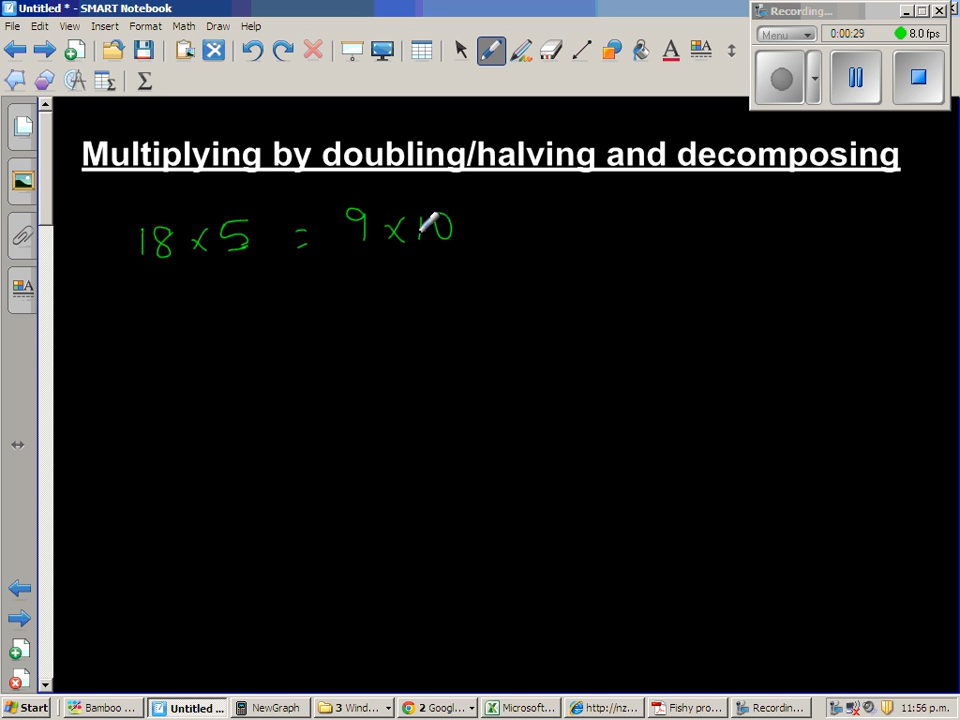 Untitled * - SMART Notebook
File Edit View Insert Format Math Draw Help
Recording...
Menu 0:00:29 8.0 fps
Multiplying by doubling/halving and decomposing
18 x 5 = 9 x 10
Start Bamboo ... Untitled ... NewGraph 3 Wind... 2 Googl... Microsoft... http://nz... Fishy pro... Recordin... 11:56 p.m.